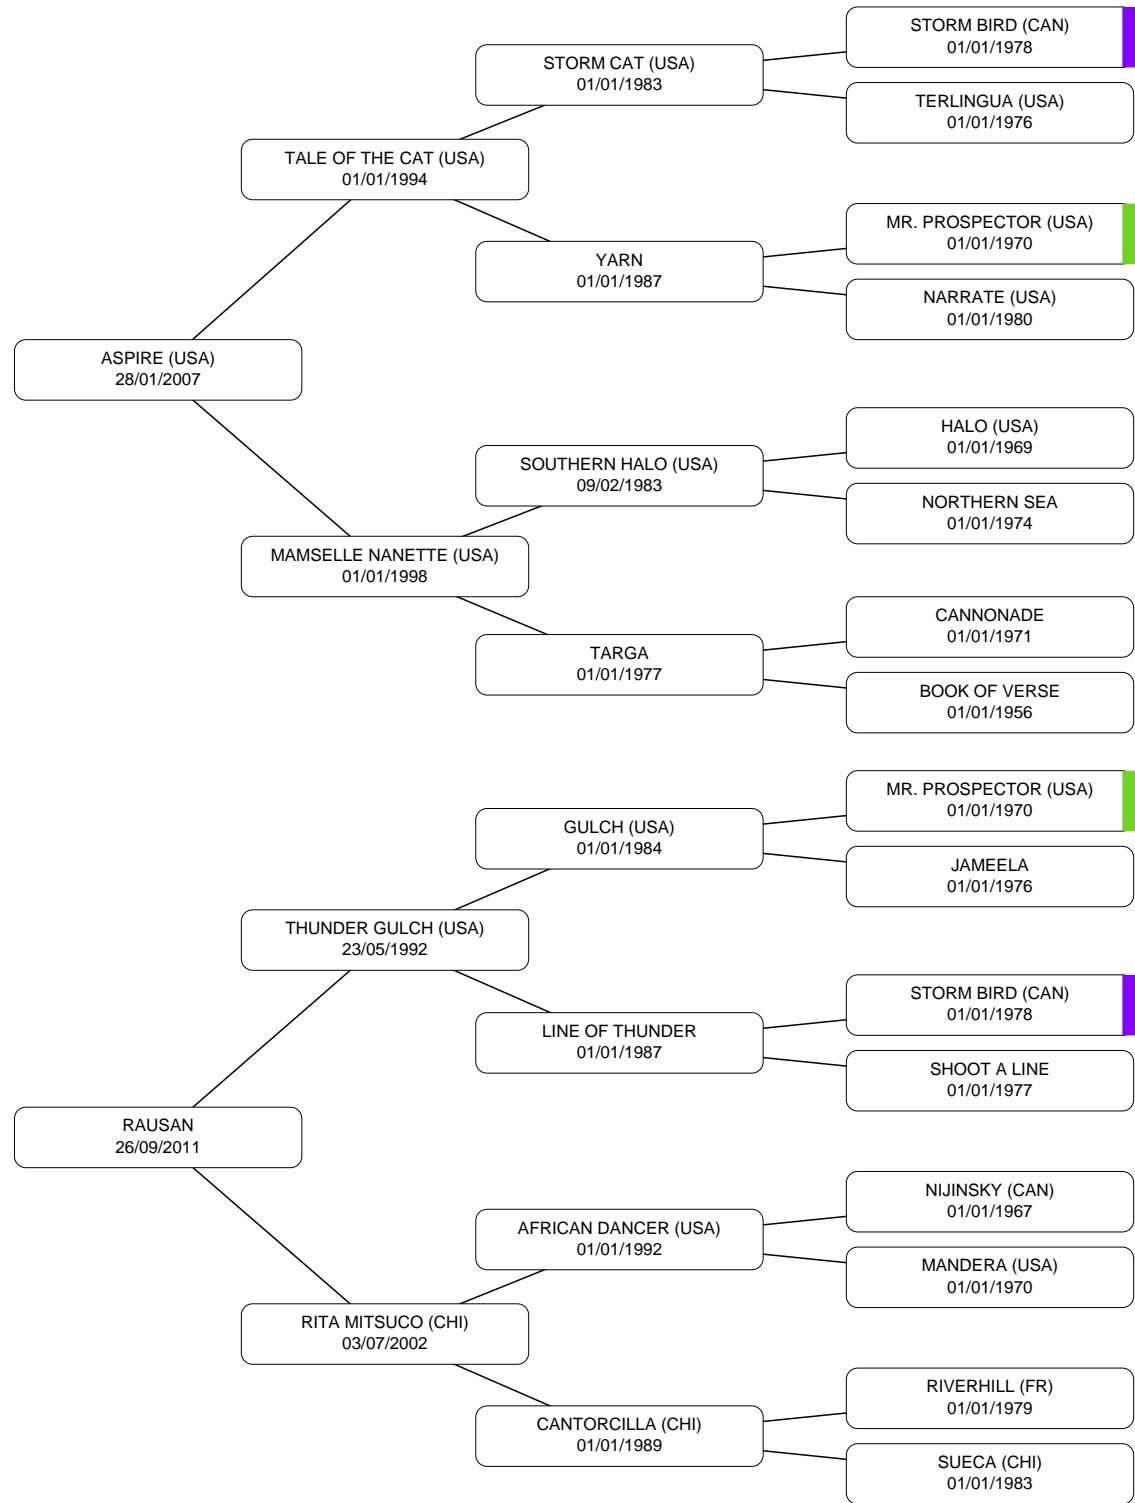 STORM BIRD (CAN)
01/01/1978
STORM CAT (USA)
01/01/1983
TERLINGUA (USA)
01/01/1976
TALE OF THE CAT (USA)
01/01/1994
MR. PROSPECTOR (USA)
01/01/1970
YARN
01/01/1987
NARRATE (USA)
01/01/1980
ASPIRE (USA)
28/01/2007
HALO (USA)
01/01/1969
SOUTHERN HALO (USA)
09/02/1983
NORTHERN SEA
01/01/1974
MAMSELLE NANETTE (USA)
01/01/1998
CANNONADE
01/01/1971
TARGA
01/01/1977
BOOK OF VERSE
01/01/1956
MR. PROSPECTOR (USA)
01/01/1970
GULCH (USA)
01/01/1984
JAMEELA
01/01/1976
THUNDER GULCH (USA)
23/05/1992
STORM BIRD (CAN)
01/01/1978
LINE OF THUNDER
01/01/1987
SHOOT A LINE
01/01/1977
RAUSAN
26/09/2011
NIJINSKY (CAN)
01/01/1967
AFRICAN DANCER (USA)
01/01/1992
MANDERA (USA)
01/01/1970
RITA MITSUCO (CHI)
03/07/2002
RIVERHILL (FR)
01/01/1979
CANTORCILLA (CHI)
01/01/1989
SUECA (CHI)
01/01/1983